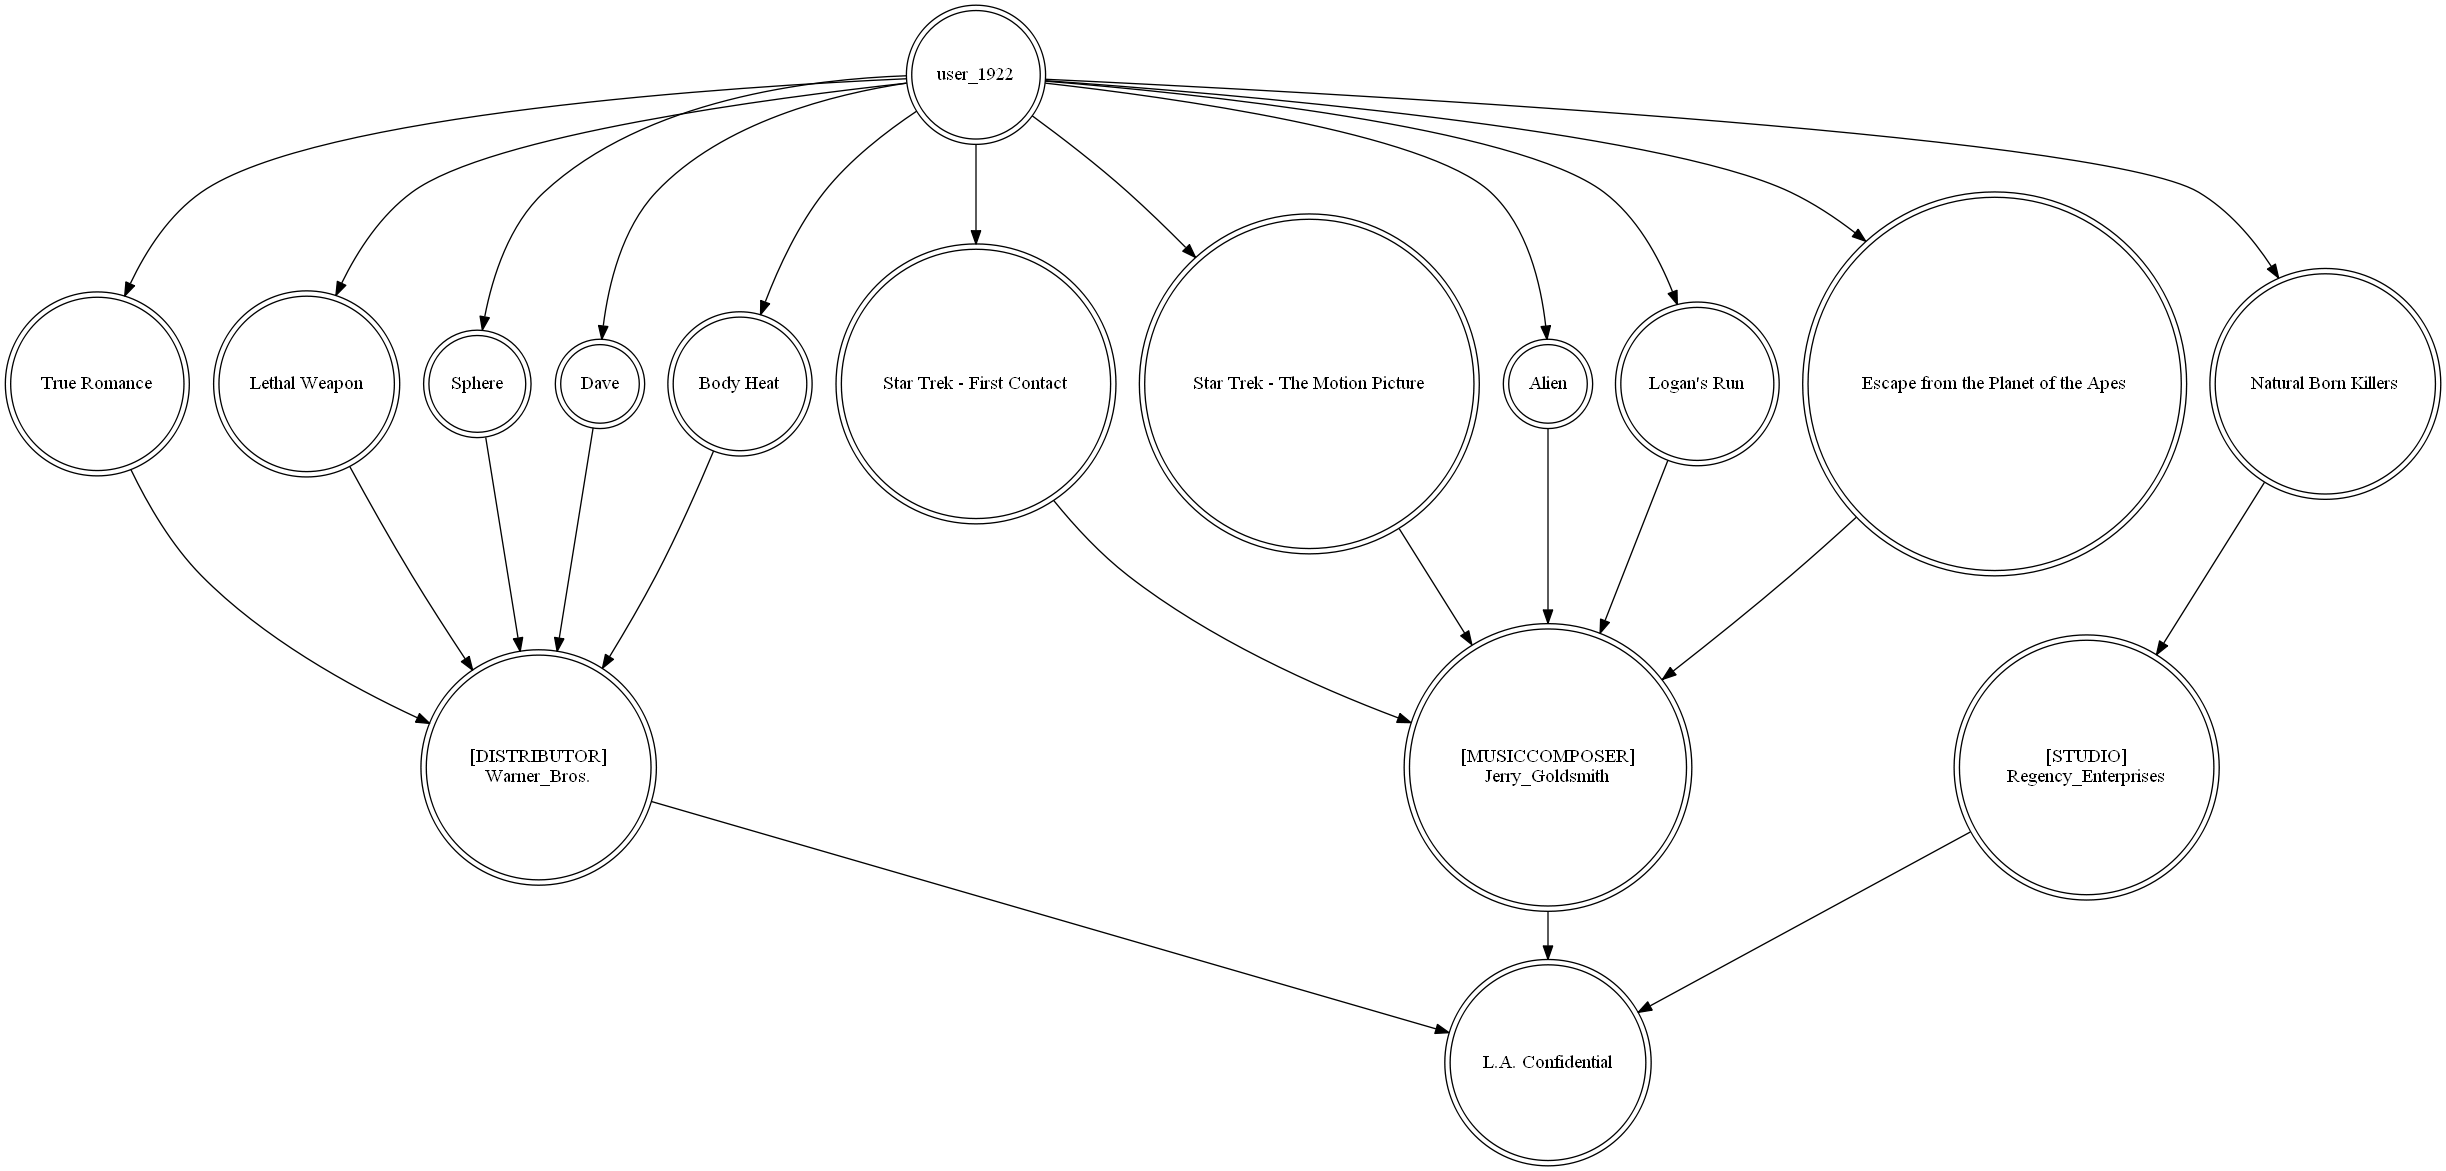 user_1922
True Romance
Lethal Weapon
Sphere
Dave
Body Heat
Star Trek - First Contact
Star Trek - The Motion Picture
Alien
Logan's Run
Escape from the Planet of the Apes
Natural Born Killers
[DISTRIBUTOR]
Warner_Bros.
[MUSICCOMPOSER]
Jerry_Goldsmith
[STUDIO]
Regency_Enterprises
L.A. Confidential